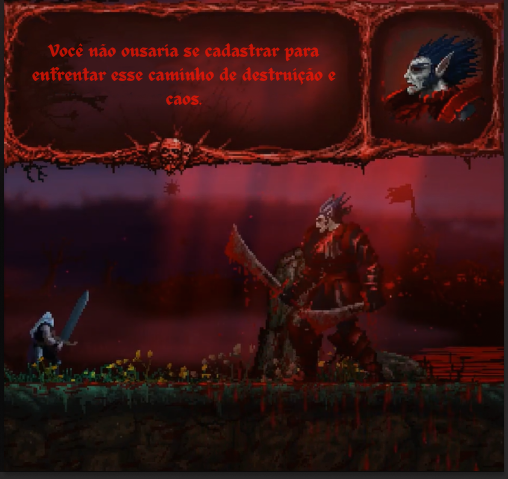 Você não ousaria se cadastrar para
enfrentar esse caminho de destruição e
caos.